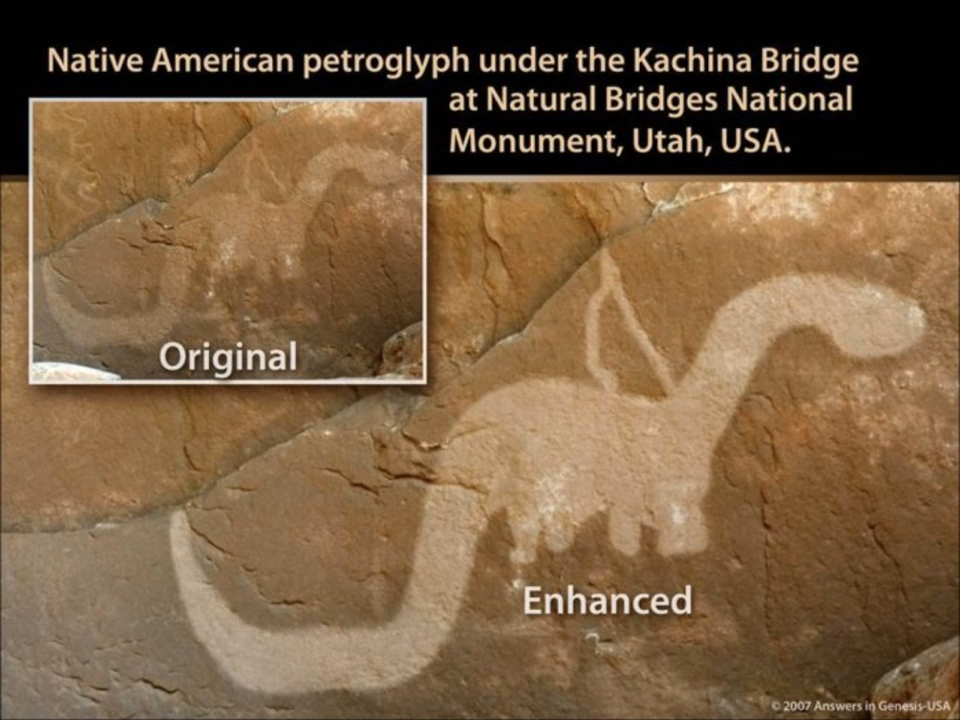 Native American petroglyph under the Kachina Bridge
at Natural Bridges National
Monument, Utah, USA.
Original
Enhanced
© 2007 Answers in Genesis-USA